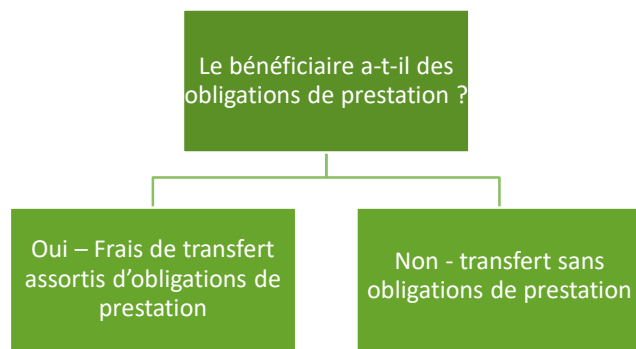 Le bénéficiaire a-t-il des
obligations de prestation ?
Oui – Frais de transfert
assortis d’obligations de
prestation
Non - transfert sans
obligations de prestation